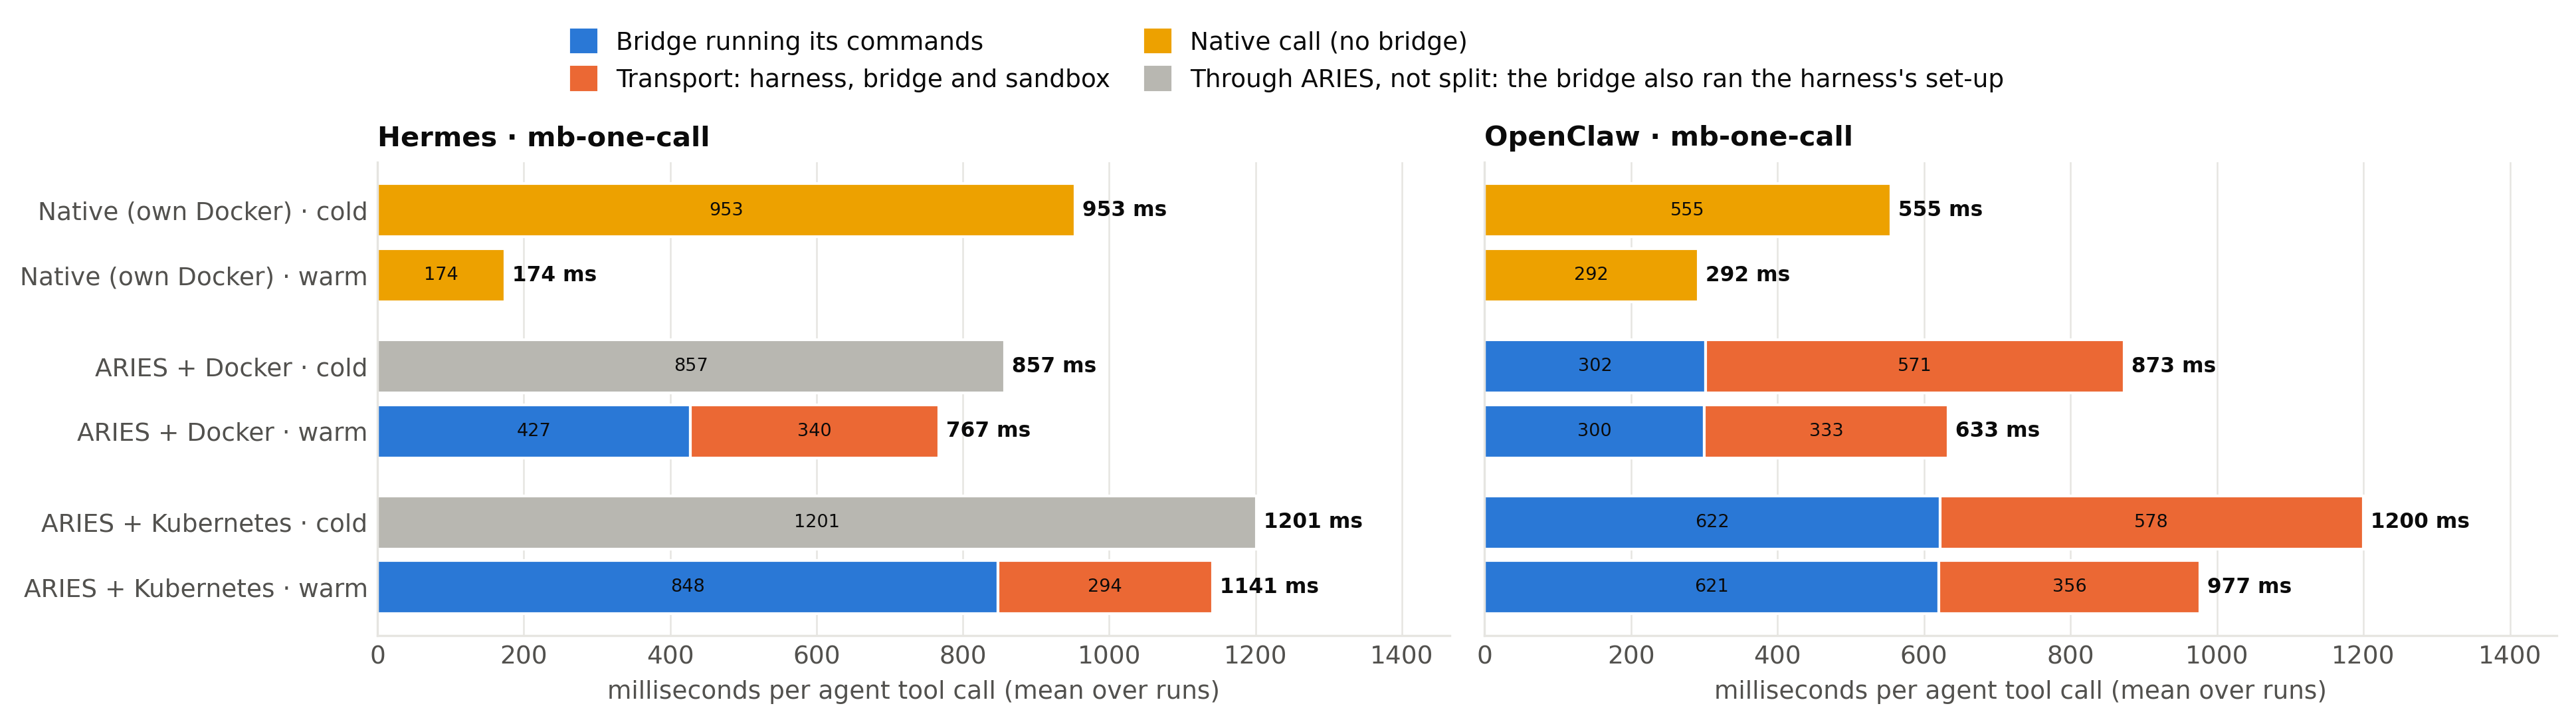 Bridge running its commands
Native call (no bridge)
Transport: harness, bridge and sandbox
Through ARIES, not split: the bridge also ran the harness's set-up
Hermes · mb-one-call
Native (own Docker) · cold
953
953 ms
Native (own Docker) · warm
174
174 ms
ARIES + Docker · cold
857
857 ms
ARIES + Docker · warm
427
340
767 ms
ARIES + Kubernetes · cold
1201
1201 ms
ARIES + Kubernetes · warm
848
294
1141 ms
0 200 400 600 800 1000 1200 1400
milliseconds per agent tool call (mean over runs)
OpenClaw · mb-one-call
555
555 ms
292
292 ms
302
571
873 ms
300
333
633 ms
622
578
1200 ms
621
356
977 ms
0 200 400 600 800 1000 1200 1400
milliseconds per agent tool call (mean over runs)